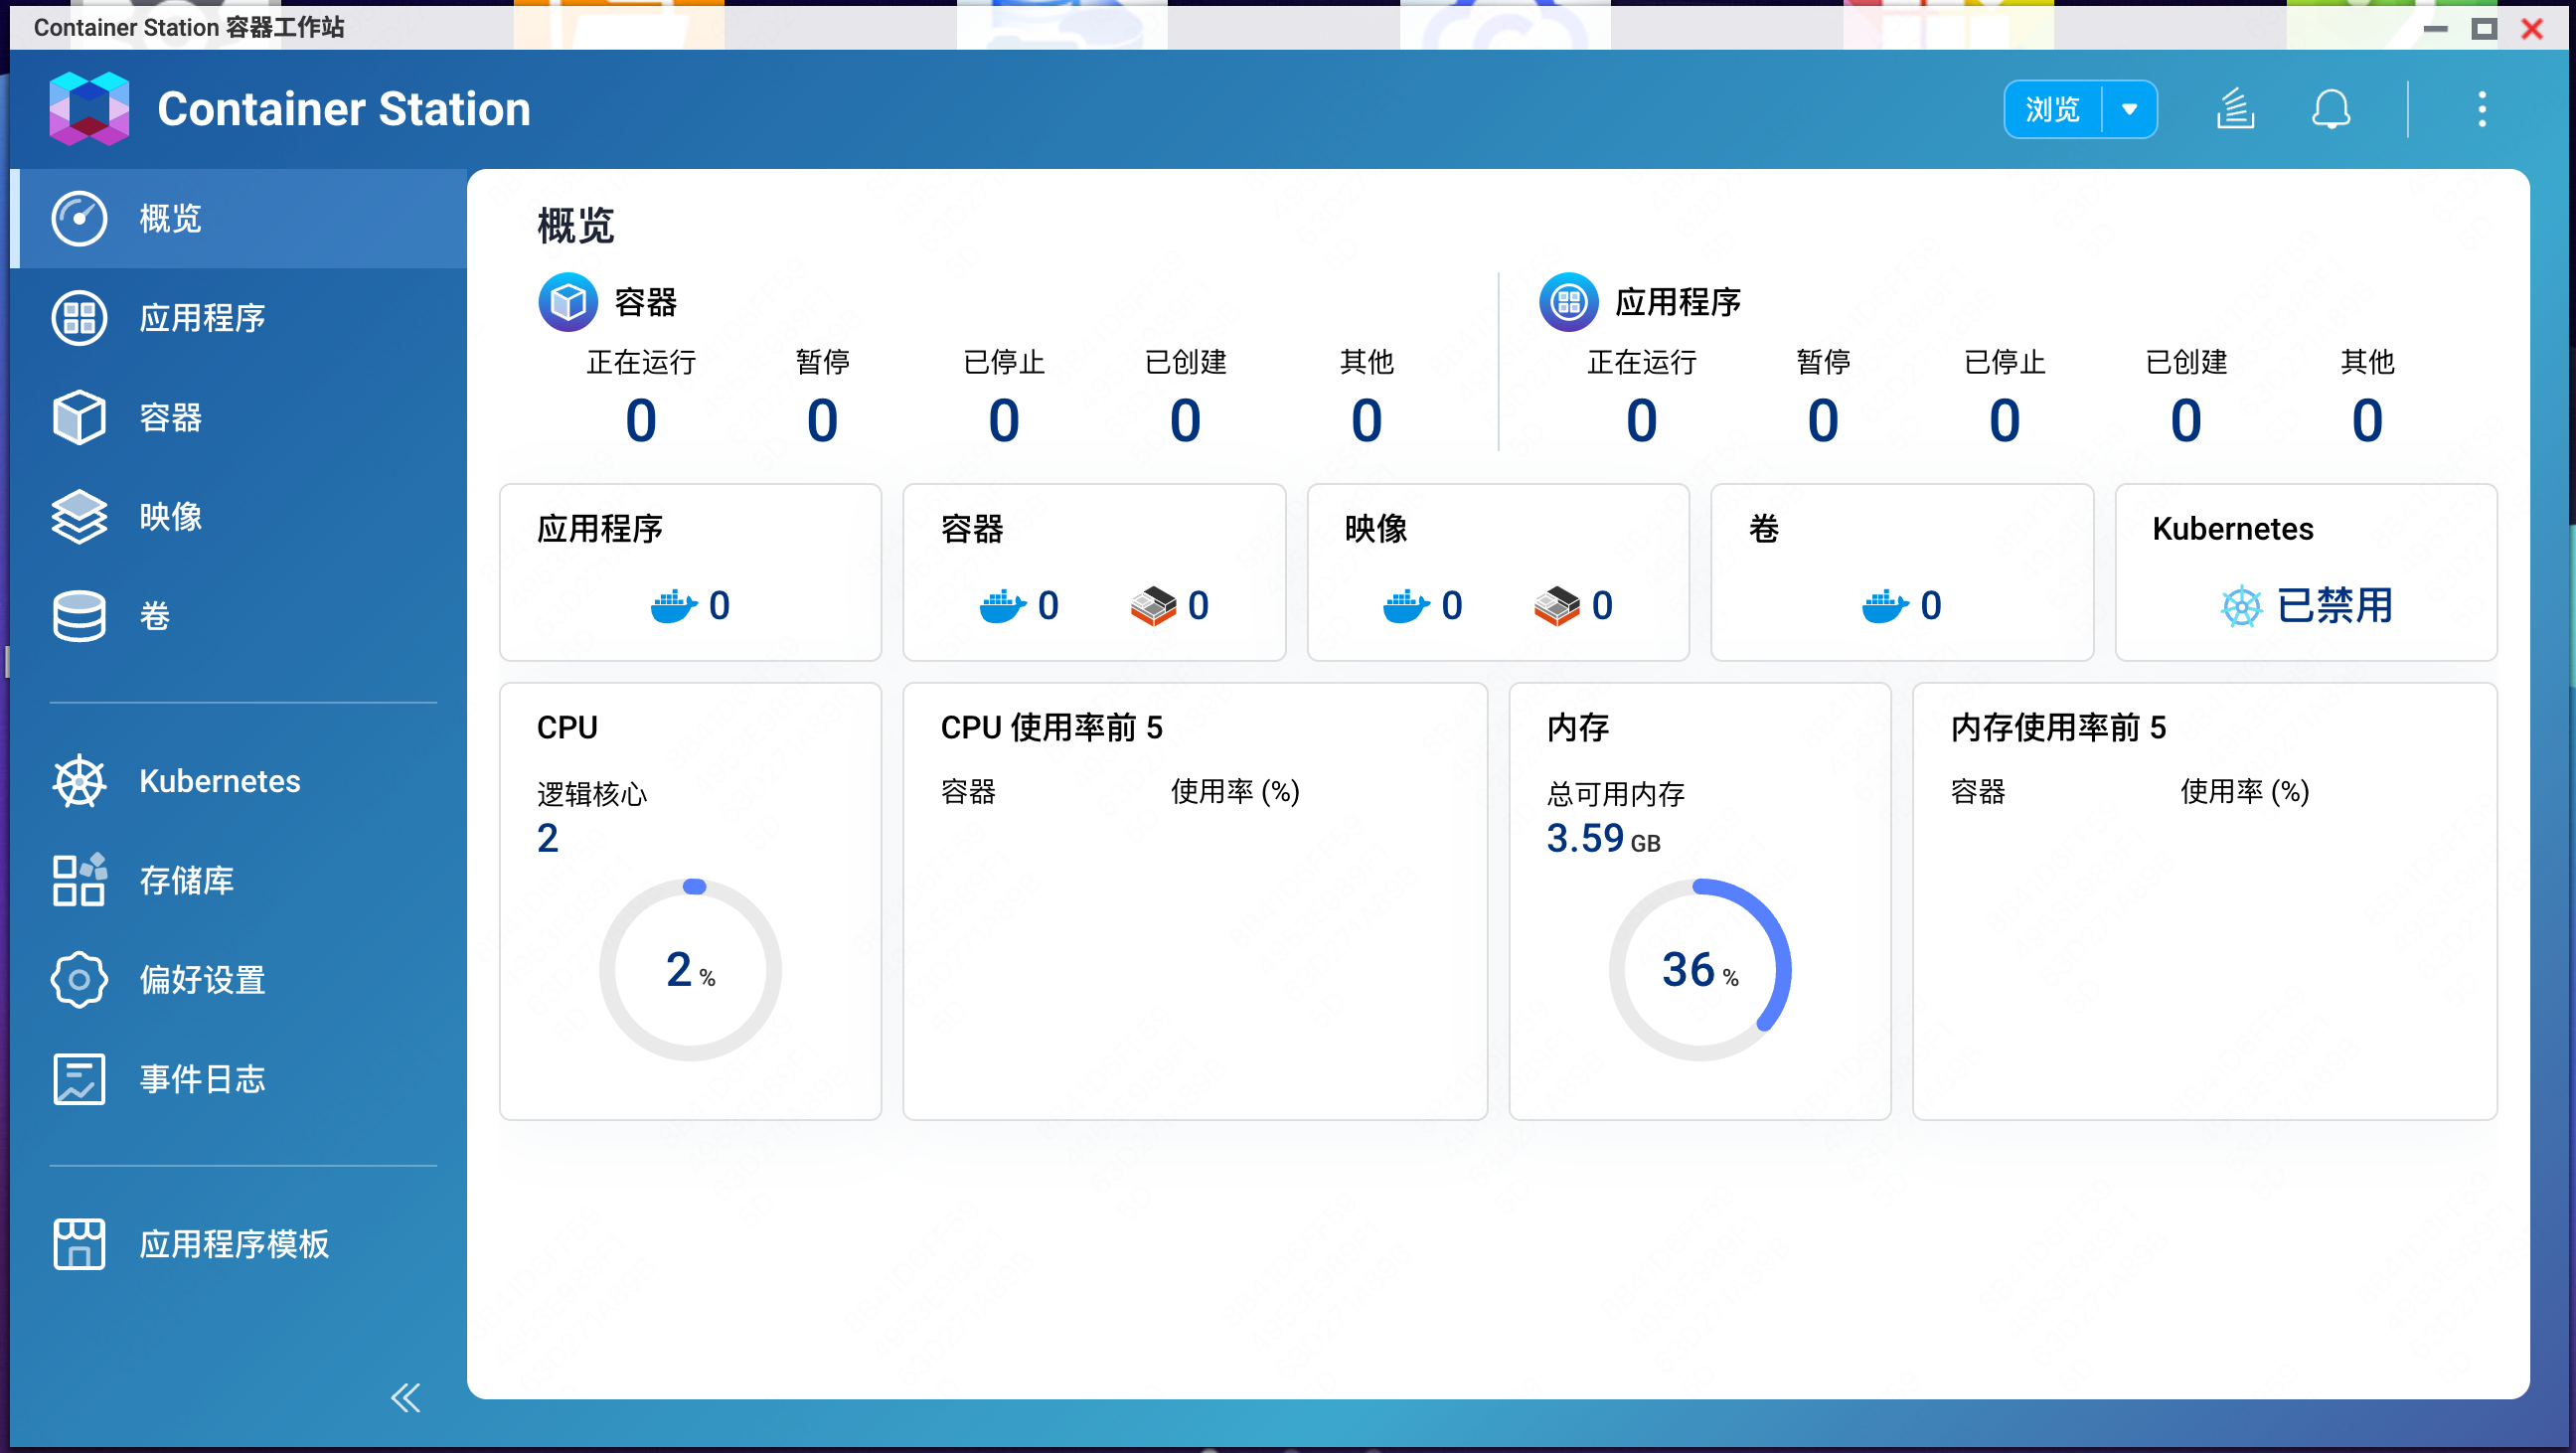 Container Station 容器工作站
Container Station
浏览
概览
应用程序
容器
映像
卷
Kubernetes
存储库
偏好设置
事件日志
应用程序模板
概览
容器
正在运行 暂停 已停止 已创建 其他
0 0 0 0 0
应用程序
正在运行 暂停 已停止 已创建 其他
0 0 0 0 0
应用程序
0
容器
0 0
映像
0 0
卷
0
Kubernetes
已禁用
CPU
逻辑核心
2
2 %
CPU 使用率前 5
容器 使用率 (%)
内存
总可用内存
3.59 GB
36 %
内存使用率前 5
容器 使用率 (%)